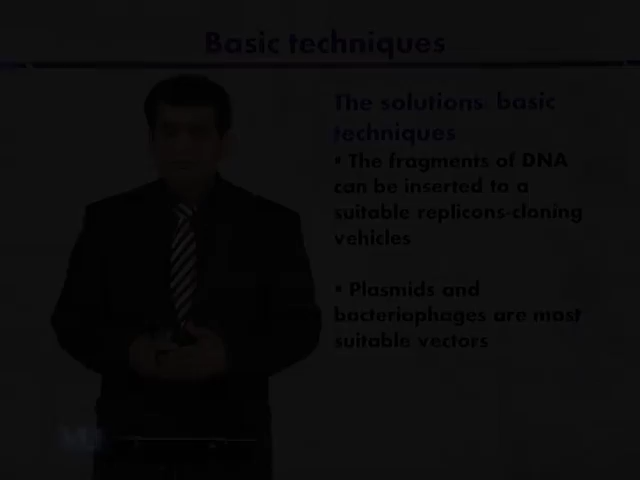 Basic techniques
The solutions basic
techniques
• The fragments of DNA
can be inserted to a
suitable replicons-cloning
vehicles
• Plasmids and
bacteriophages are most
suitable vectors